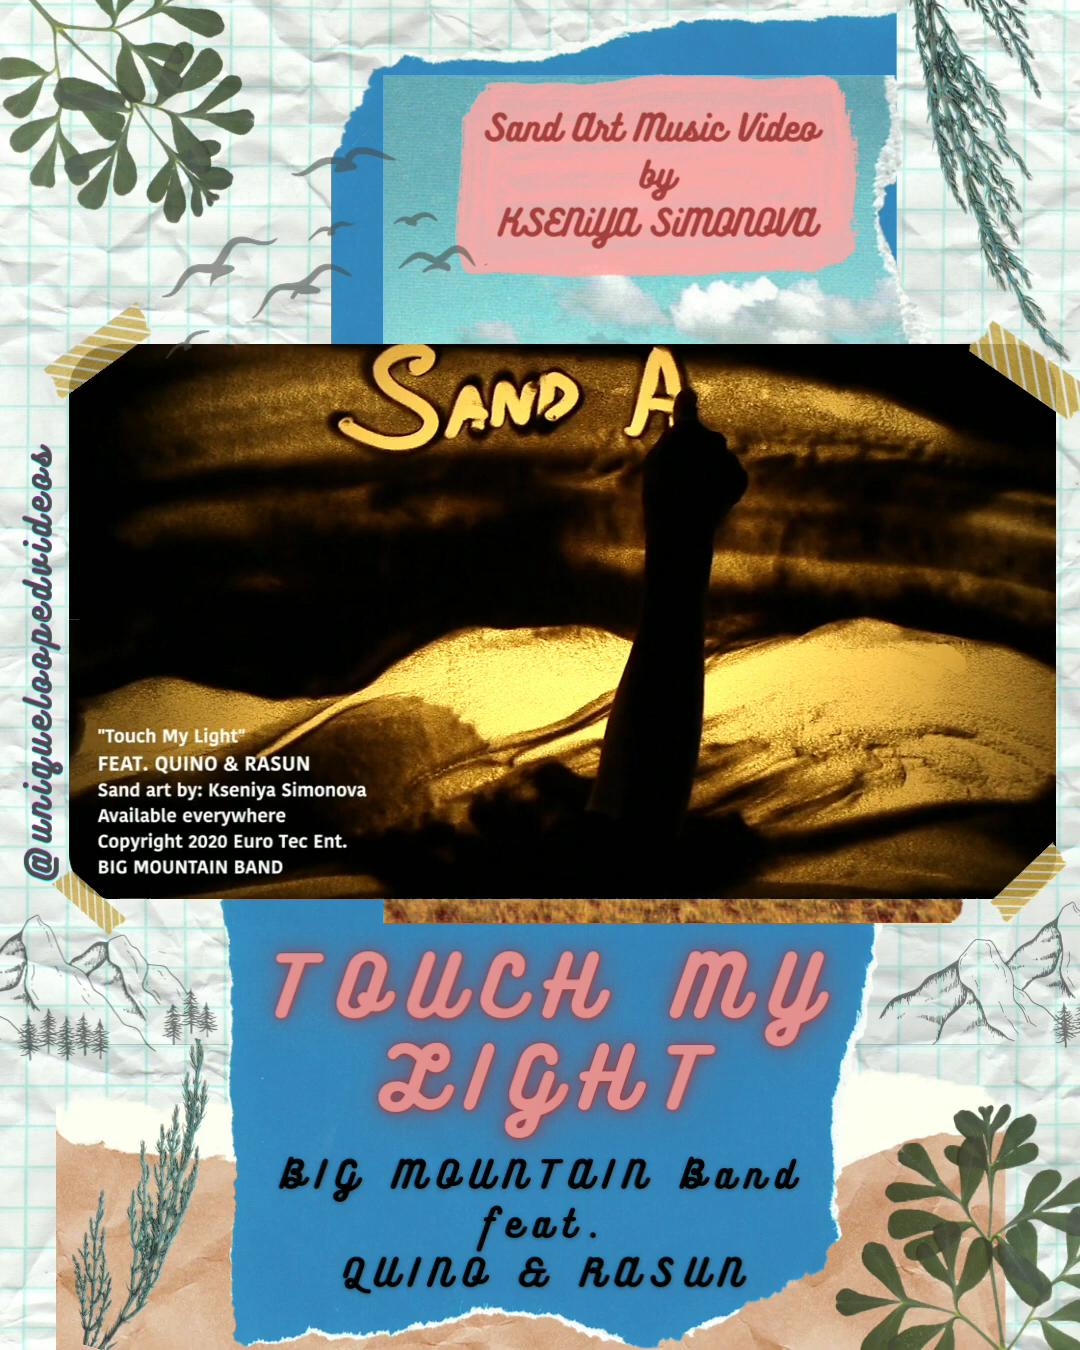 Sand Art Music Video
by
KSENiYA SiMONOVA
SAND A
@uniqueloopedvideos
"Touch My Light"
FEAT. QUINO & RASUN
Sand art by: Kseniya Simonova
Available everywhere
Copyright 2020 Euro Tec Ent.
BIG MOUNTAIN BAND
TOUCH MY
LIGHT
BIG MOUNTAIN Band
feat.
QUINO & RASUN